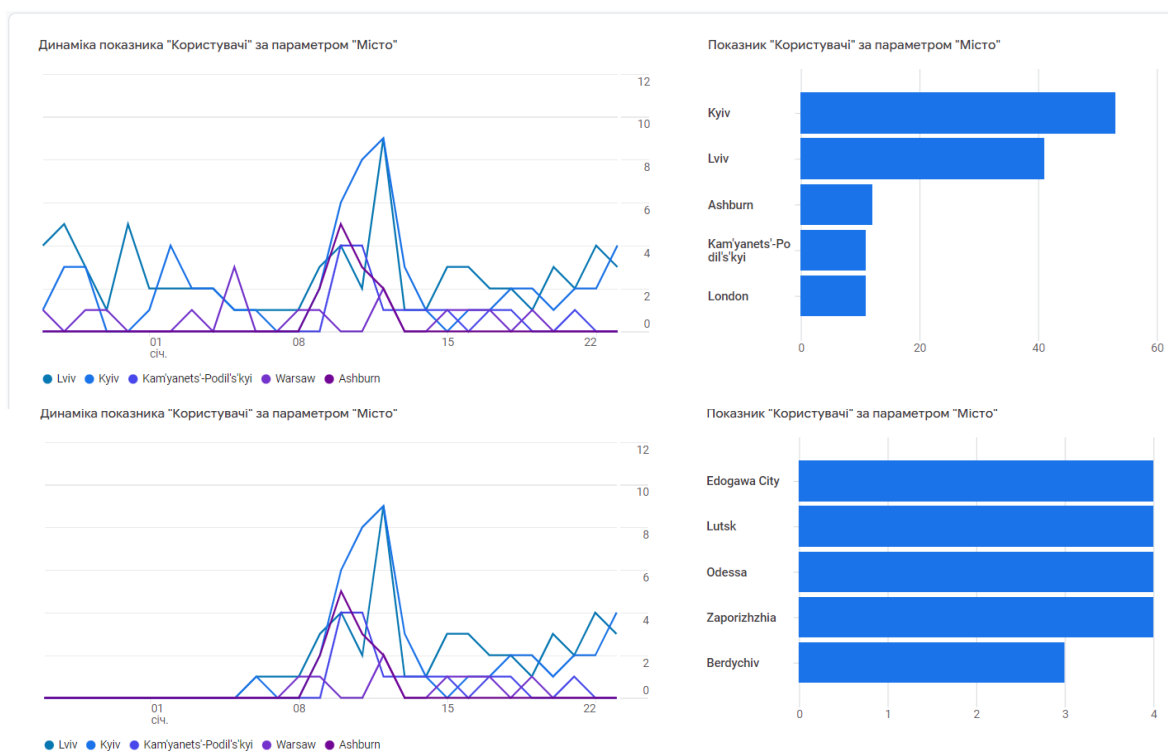 Динаміка показника "Користувачі" за параметром "Місто"
12
10
8
6
4
2
0
01
січ.
08
15
22
Lviv Kyiv Kam'yanets'-Podil's'kyi Warsaw Ashburn
Показник "Користувачі" за параметром "Місто"
Kyiv
Lviv
Ashburn
Kam'yanets'-Po
dil's'kyi
London
0 20 40 60
Динаміка показника "Користувачі" за параметром "Місто"
12
10
8
6
4
2
0
01
січ.
08
15
22
Lviv Kyiv Kam'yanets'-Podil's'kyi Warsaw Ashburn
Показник "Користувачі" за параметром "Місто"
Edogawa City
Lutsk
Odessa
Zaporizhzhia
Berdychiv
0 1 2 3 4